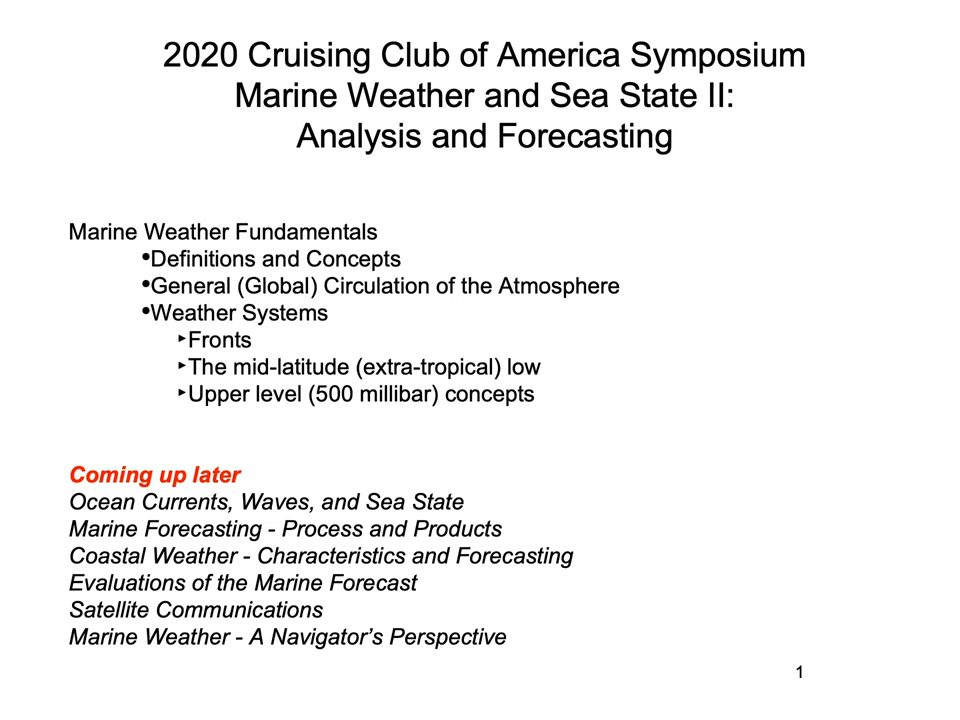 2020 Cruising Club of America Symposium
Marine Weather and Sea State II:
Analysis and Forecasting
Marine Weather Fundamentals
•Definitions and Concepts
•General (Global) Circulation of the Atmosphere
•Weather Systems
‣Fronts
‣The mid-latitude (extra-tropical) low
‣Upper level (500 millibar) concepts
Coming up later
Ocean Currents, Waves, and Sea State
Marine Forecasting - Process and Products
Coastal Weather - Characteristics and Forecasting
Evaluations of the Marine Forecast
Satellite Communications
Marine Weather - A Navigator’s Perspective
1